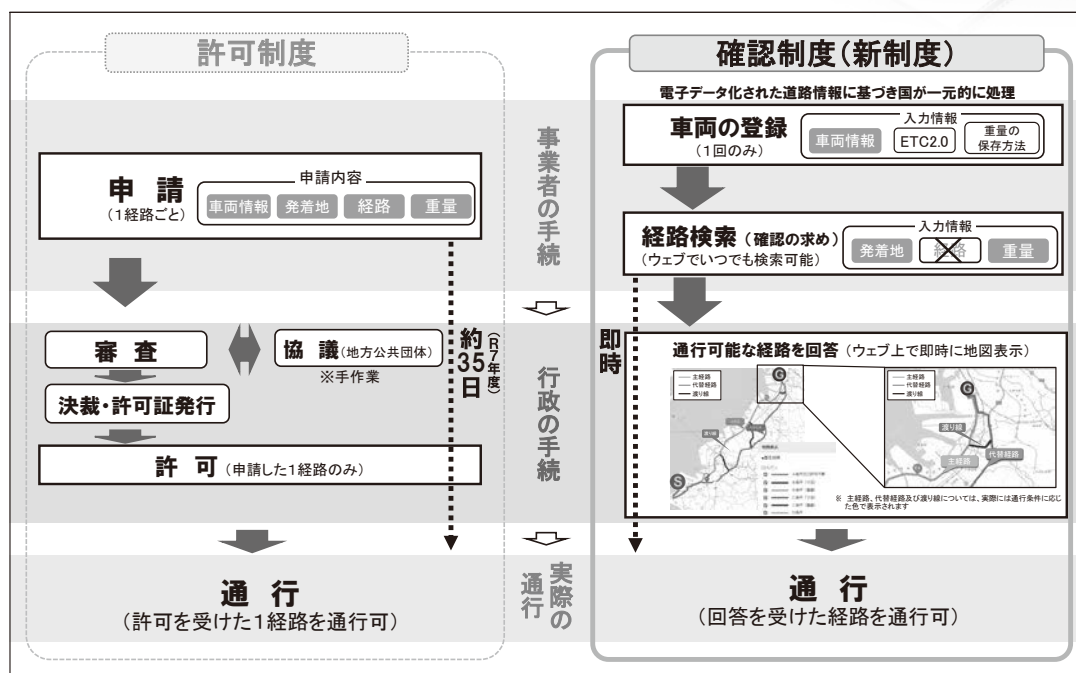 許可制度
申 請
(1経路ごと)
申請内容
車両情報 発着地 経路 重量
審 査
協 議(地方公共団体)
※手作業
決裁・許可証発行
許 可(申請した1経路のみ)
約35日
(R7年度)
通 行
(許可を受けた1経路を通行可)
事業者の手続
行政の手続
実際の
通行
確認制度(新制度)
電子データ化された道路情報に基づき国が一元的に処理
車両の登録
(1回のみ)
入力情報
車両情報 ETC2.0 重量の
保存方法
経路検索(確認の求め)
(ウェブでいつでも検索可能)
入力情報
発着地 経路 重量
即時
通行可能な経路を回答(ウェブ上で即時に地図表示)
主経路
代替経路
渡り線
G
渡り線
S
主経路
代替経路
渡り線
G
渡り線
主経路
代替経路
※ 主経路、代替経路及び渡り線については、実際には通行条件に応じ
た色で表示されます
通 行
(回答を受けた経路を通行可)